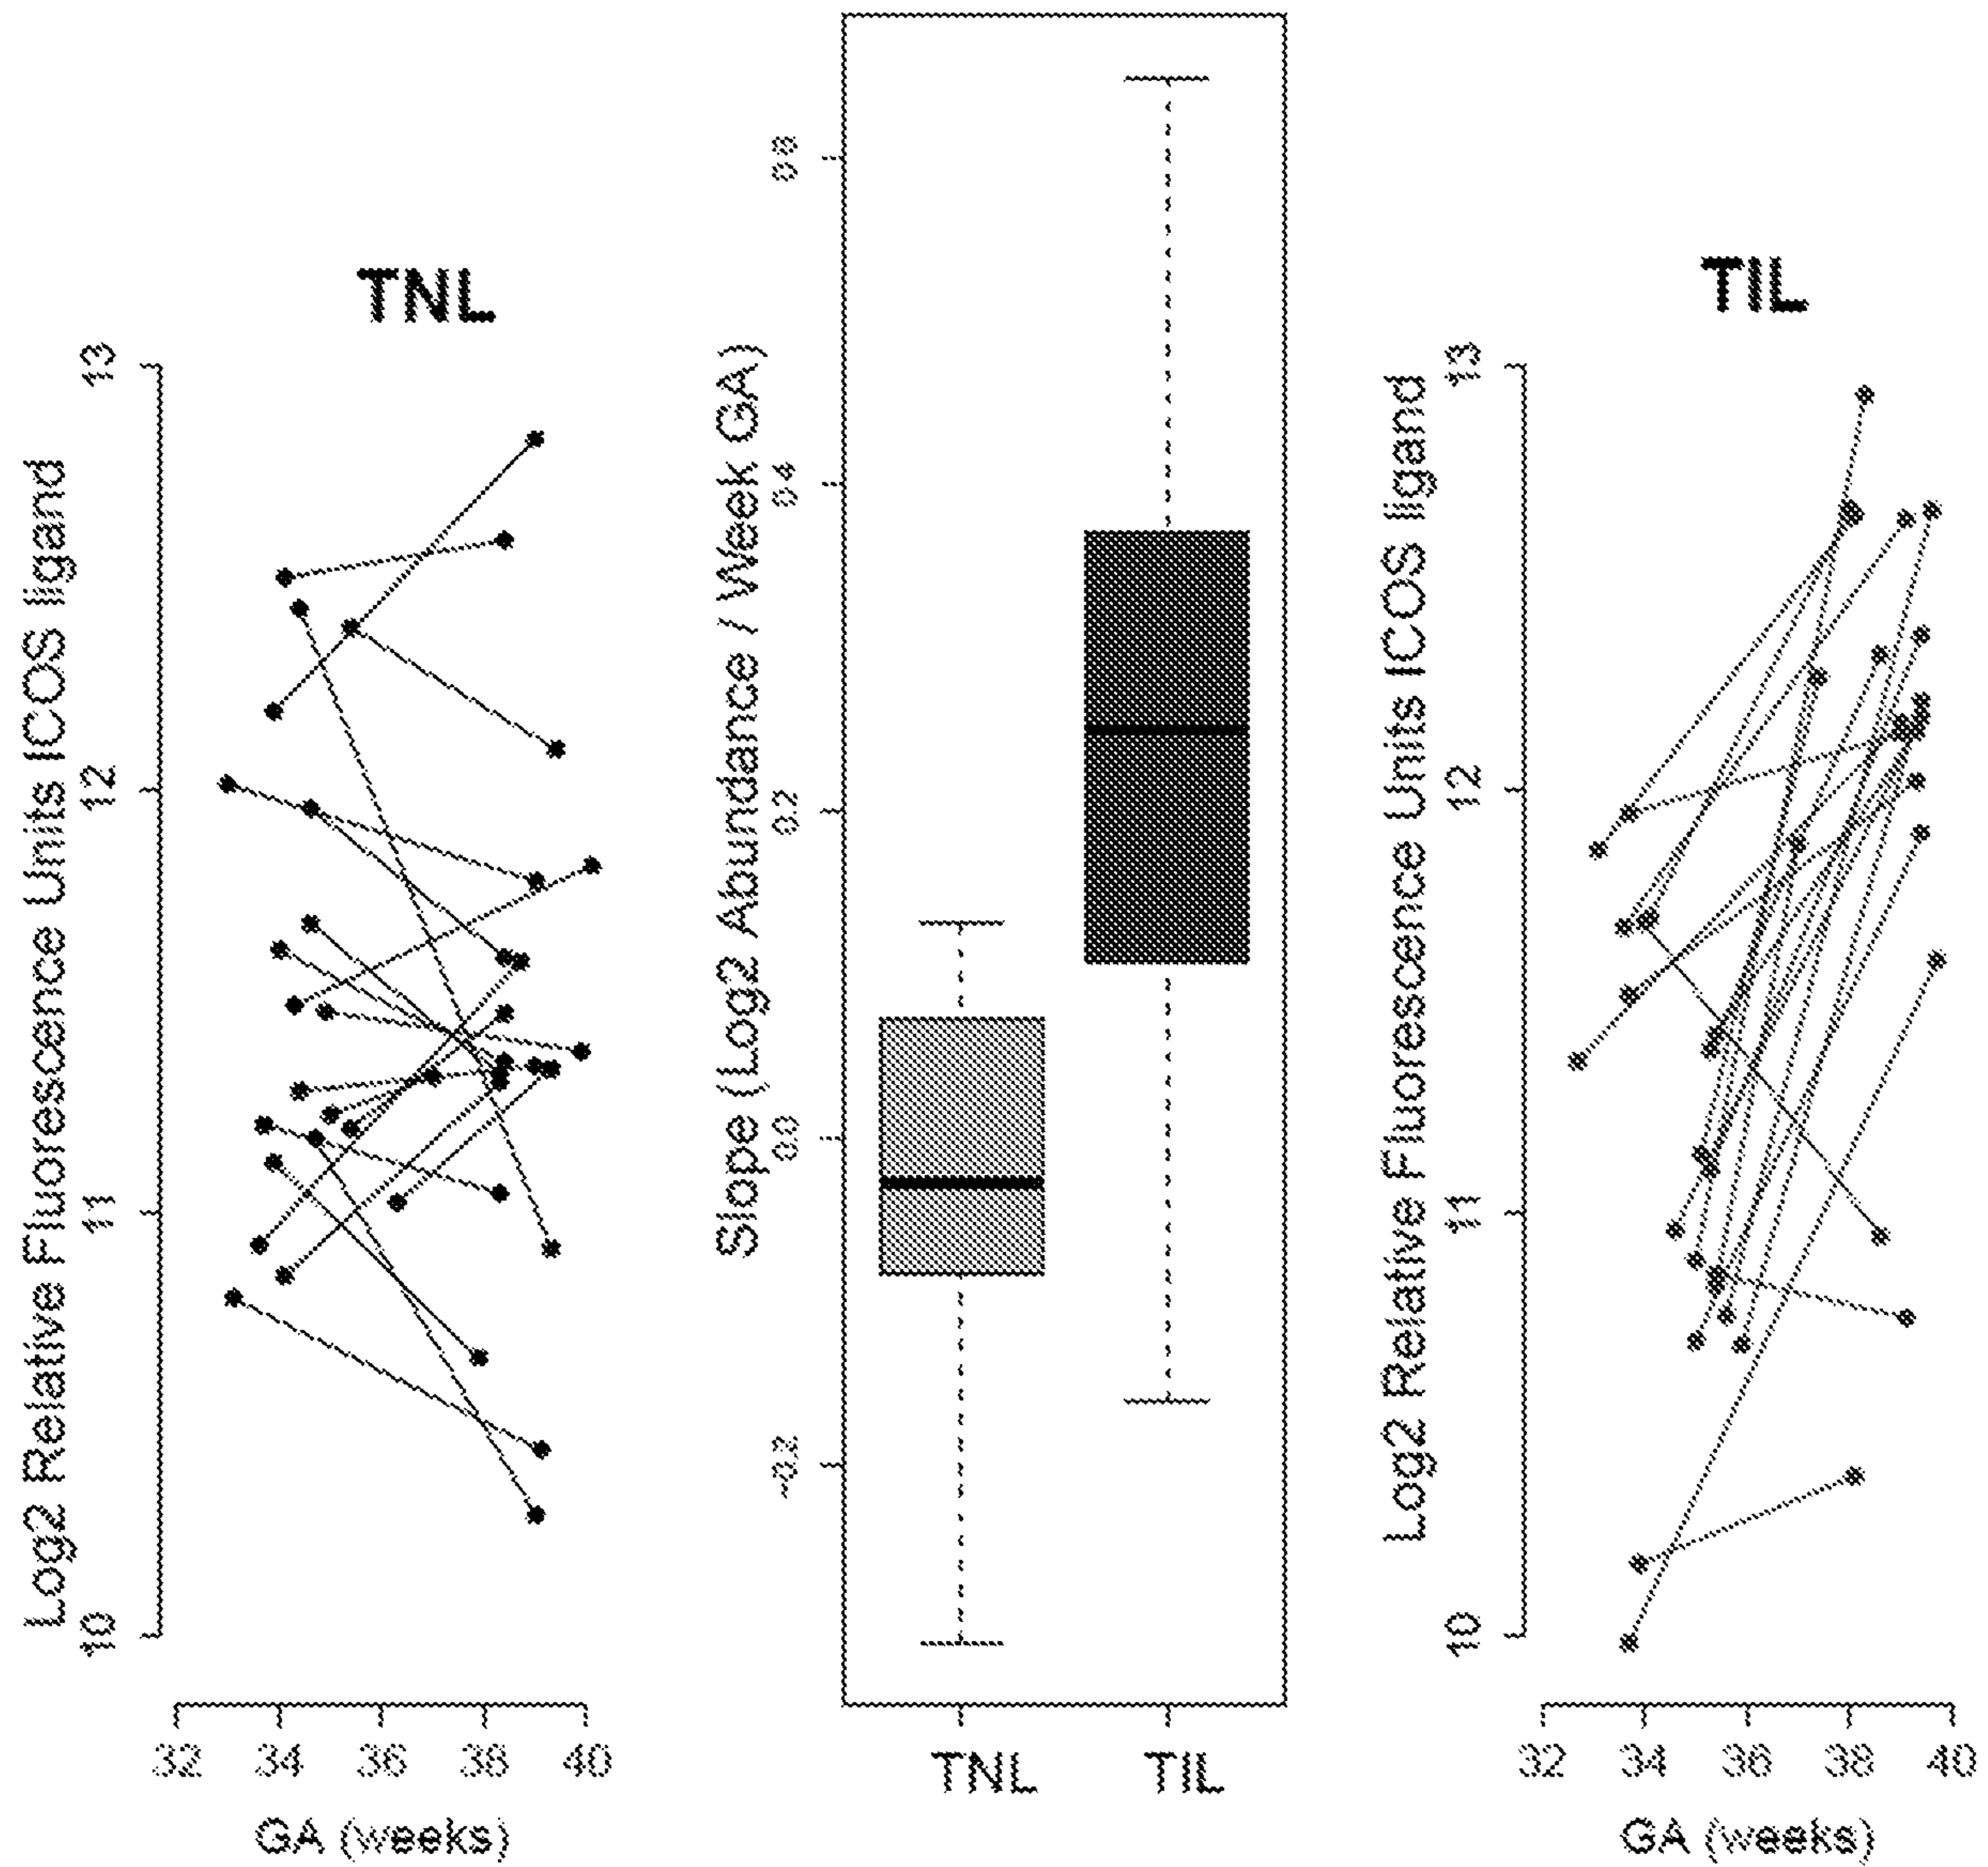 TNL
Log2 Relative Fluorescence Units ICOS ligand
13
12
11
10
32 34 36 38 40
GA (weeks)
Slope (Log2 Abundance / Week GA)
0.6
0.4
0.2
0.0
-0.2
TNL TIL
TIL
Log2 Relative Fluorescence Units ICOS ligand
13
12
11
10
32 34 36 38 40
GA (weeks)